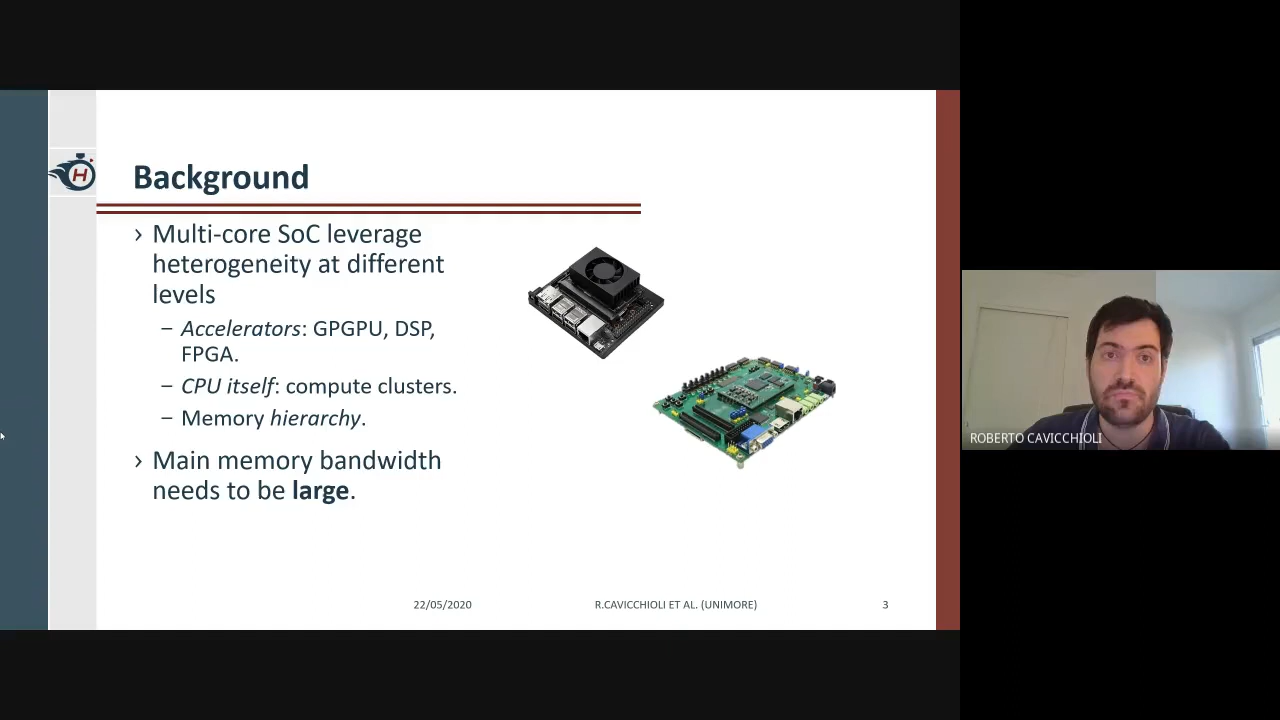 H
Background
› Multi-core SoC leverage
heterogeneity at different
levels
– Accelerators: GPGPU, DSP,
FPGA.
– CPU itself: compute clusters.
– Memory hierarchy.
› Main memory bandwidth
needs to be large.
22/05/2020
R.CAVICCHIOLI ET AL. (UNIMORE)
3
ROBERTO CAVICCHIOLI